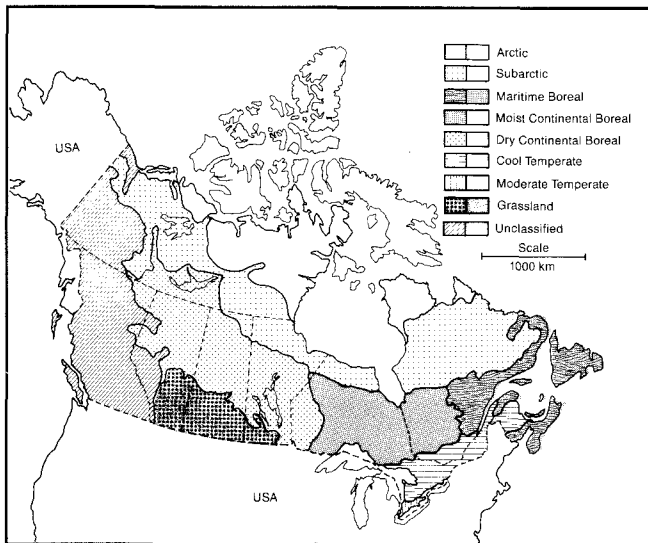 Arctic
Subarctic
Maritime Boreal
Moist Continental Boreal
Dry Continental Boreal
Cool Temperate
Moderate Temperate
Grassland
Unclassified
Scale
1000 km
USA
USA